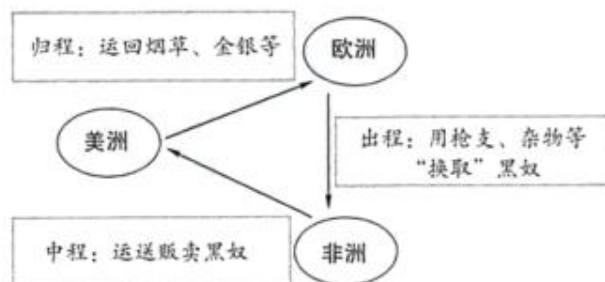 归程：运回烟草、金银等
欧洲
美洲
出程：用枪支、杂物等
“换取”黑奴
中程：运送贩卖黑奴
非洲